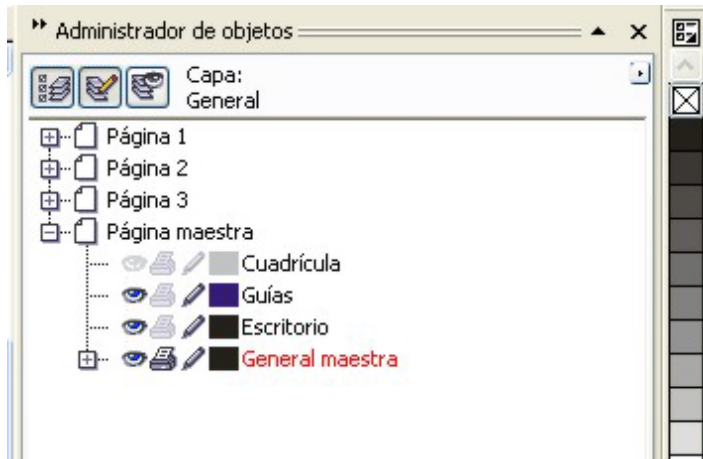 Administrador de objetos
Capa:
General
Página 1
Página 2
Página 3
Página maestra
Cuadrícula
Guías
Escritorio
General maestra